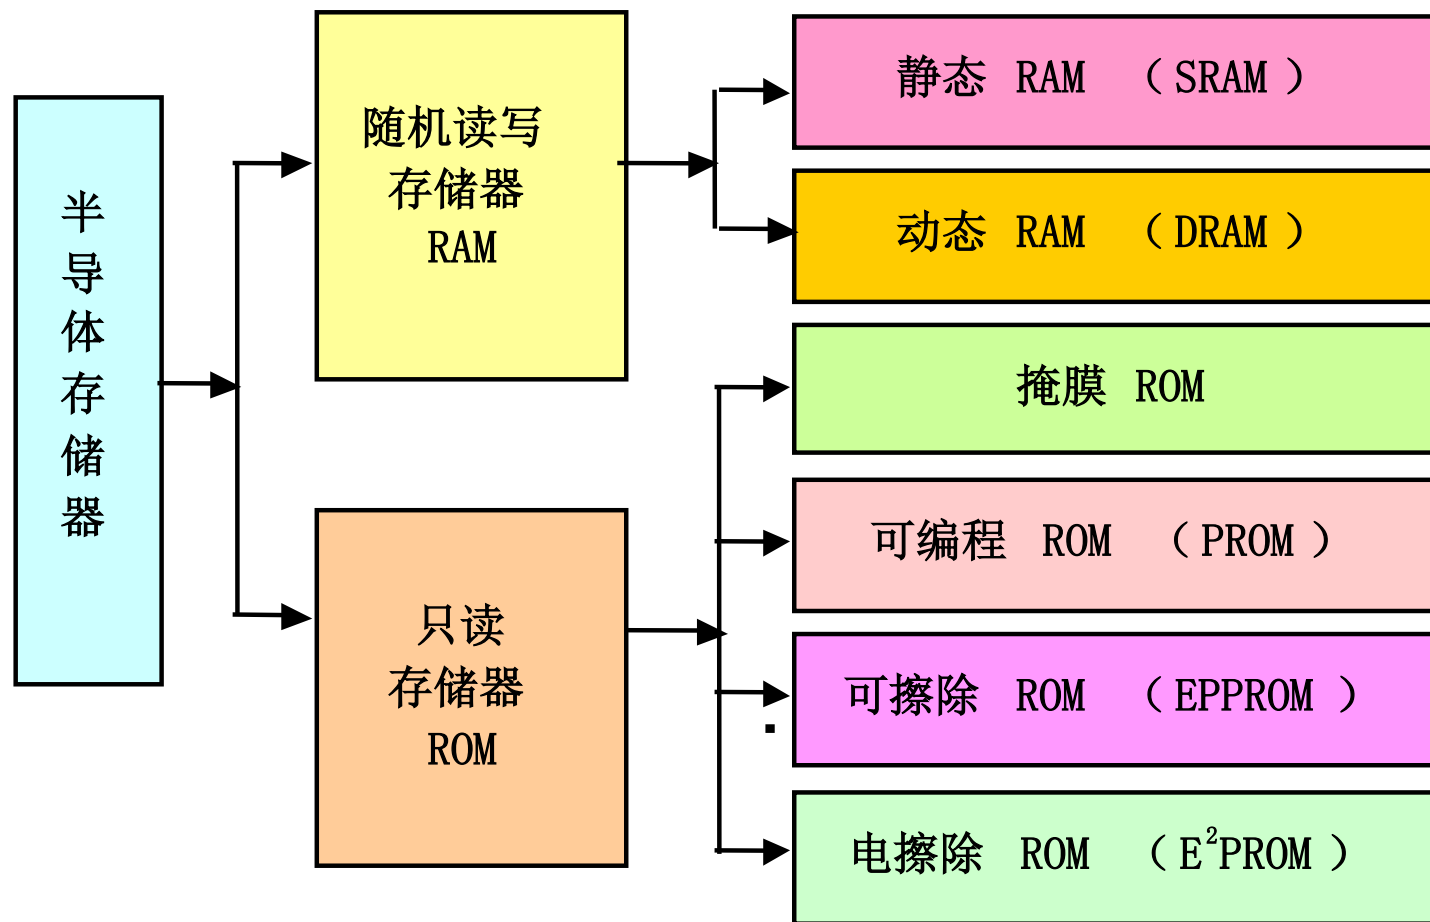 半
导
体
存
储
器
随机读写
存储器
RAM
只读
存储器
ROM
静态 RAM （SRAM）
动态 RAM （DRAM）
掩膜 ROM
可编程 ROM （PROM）
可擦除 ROM （EPPROM）
电擦除 ROM （E²PROM）